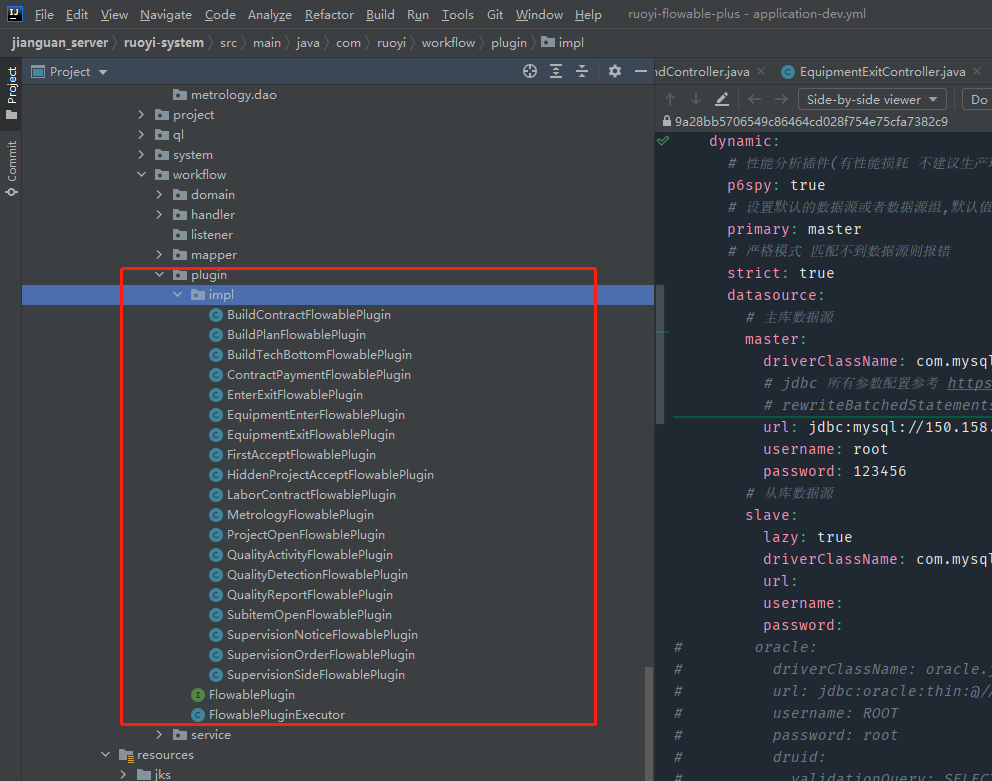 File Edit View Navigate Code Analyze Refactor Build Run Tools Git Window Help ruoyi-flowable-plus - application-dev.yml
jianguan_server ruoyi-system src main java com ruoyi workflow plugin impl
Project
Commit
Project
metrology.dao
project
ql
system
workflow
domain
handler
listener
mapper
plugin
impl
BuildContractFlowablePlugin
BuildPlanFlowablePlugin
BuildTechBottomFlowablePlugin
ContractPaymentFlowablePlugin
EnterExitFlowablePlugin
EquipmentEnterFlowablePlugin
EquipmentExitFlowablePlugin
FirstAcceptFlowablePlugin
HiddenProjectAcceptFlowablePlugin
LaborContractFlowablePlugin
MetrologyFlowablePlugin
ProjectOpenFlowablePlugin
QualityActivityFlowablePlugin
QualityDetectionFlowablePlugin
QualityReportFlowablePlugin
SubitemOpenFlowablePlugin
SupervisionNoticeFlowablePlugin
SupervisionOrderFlowablePlugin
SupervisionSideFlowablePlugin
FlowablePlugin
FlowablePluginExecutor
service
resources
jks
ndController.java EquipmentExitController.java
Side-by-side viewer Do
9a28bb5706549c86464cd028f754e75cfa7382c9
dynamic:
# 性能分析插件(有性能损耗 不建议生产
p6spy: true
# 设置默认的数据源或者数据源组,默认值
primary: master
# 严格模式 匹配不到数据源则报错
strict: true
datasource:
# 主库数据源
master:
driverClassName: com.mysql
# jdbc 所有参数配置参考 https
# rewriteBatchedStatements
url: jdbc:mysql://150.158.
username: root
password: 123456
# 从库数据源
slave:
lazy: true
driverClassName: com.mysql
url:
username:
password:
# oracle:
# driverClassName: oracle.
# url: jdbc:oracle:thin:@//
# username: ROOT
# password: root
# druid:
# validationQuery: SELEC